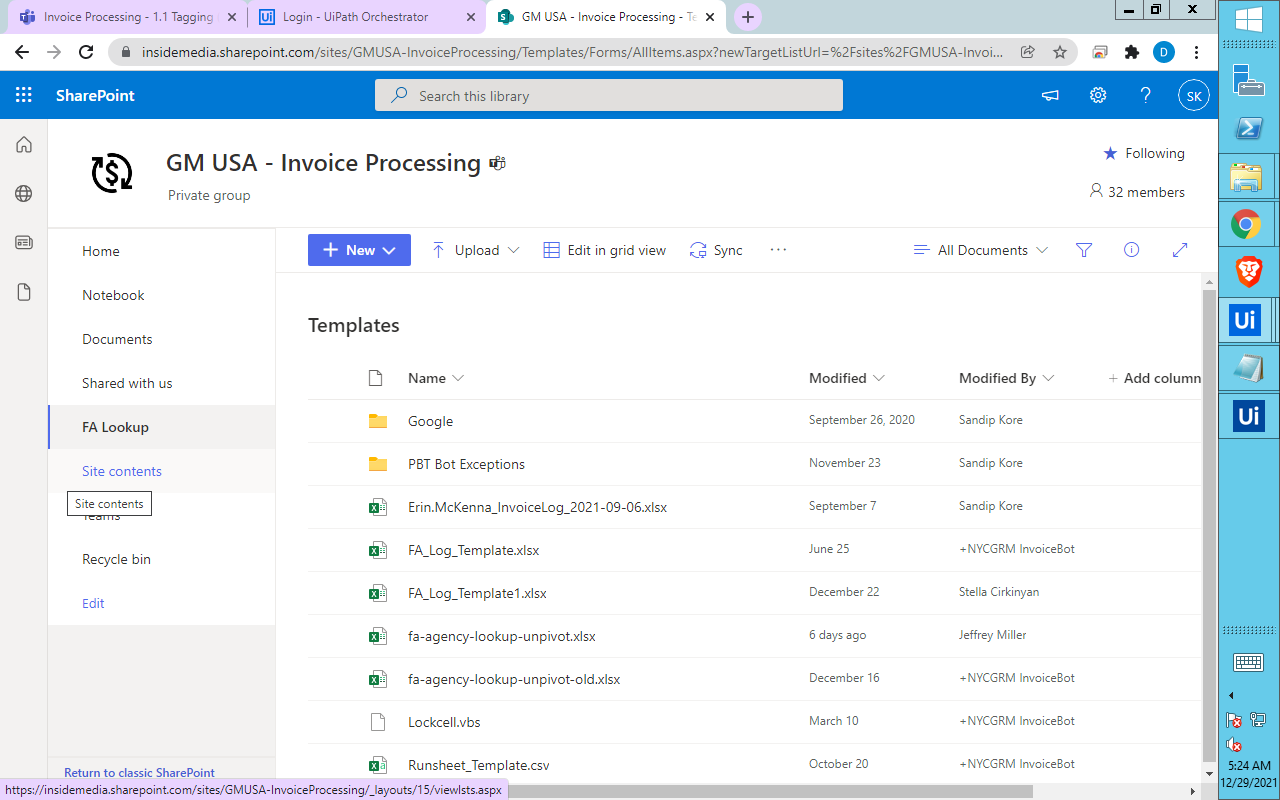 Invoice Processing - 1.1 Tagging
Login - UiPath Orchestrator
GM USA - Invoice Processing - Te
insidemedia.sharepoint.com/sites/GMUSA-InvoiceProcessing/Templates/Forms/AllItems.aspx?newTargetListUrl=%2Fsites%2FGMUSA-Invoi...
D
SharePoint
Search this library
SK
GM USA - Invoice Processing
Private group
Following
32 members
Home
Notebook
Documents
Shared with us
FA Lookup
Site contents
Site contents
Teams
Recycle bin
Edit
Return to classic SharePoint
New
Upload
Edit in grid view
Sync
All Documents
Templates
Name Modified Modified By Add column
Google September 26, 2020 Sandip Kore
PBT Bot Exceptions November 23 Sandip Kore
Erin.McKenna_InvoiceLog_2021-09-06.xlsx September 7 Sandip Kore
FA_Log_Template.xlsx June 25 +NYCGRM InvoiceBot
FA_Log_Template1.xlsx December 22 Stella Cirkinyan
fa-agency-lookup-unpivot.xlsx 6 days ago Jeffrey Miller
fa-agency-lookup-unpivot-old.xlsx December 16 +NYCGRM InvoiceBot
Lockcell.vbs March 10 +NYCGRM InvoiceBot
Runsheet_Template.csv October 20 +NYCGRM InvoiceBot
https://insidemedia.sharepoint.com/sites/GMUSA-InvoiceProcessing/_layouts/15/viewlsts.aspx
Ui
Ui
5:24 AM
12/29/2021